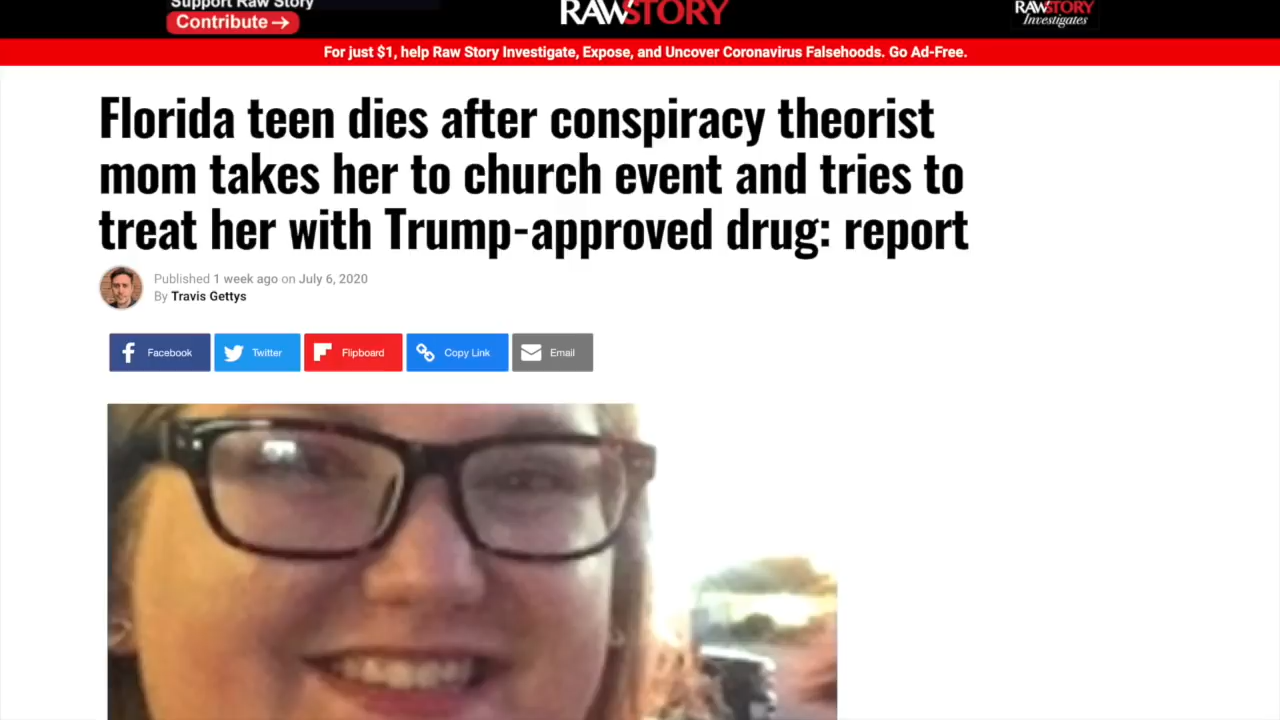 Support Raw Story
Contribute →
RAWSTORY
RAWSTORY
Investigates
For just $1, help Raw Story Investigate, Expose, and Uncover Coronavirus Falsehoods. Go Ad-Free.
Florida teen dies after conspiracy theorist
mom takes her to church event and tries to
treat her with Trump-approved drug: report
Published 1 week ago on July 6, 2020
By Travis Gettys
Facebook
Twitter
Flipboard
Copy Link
Email